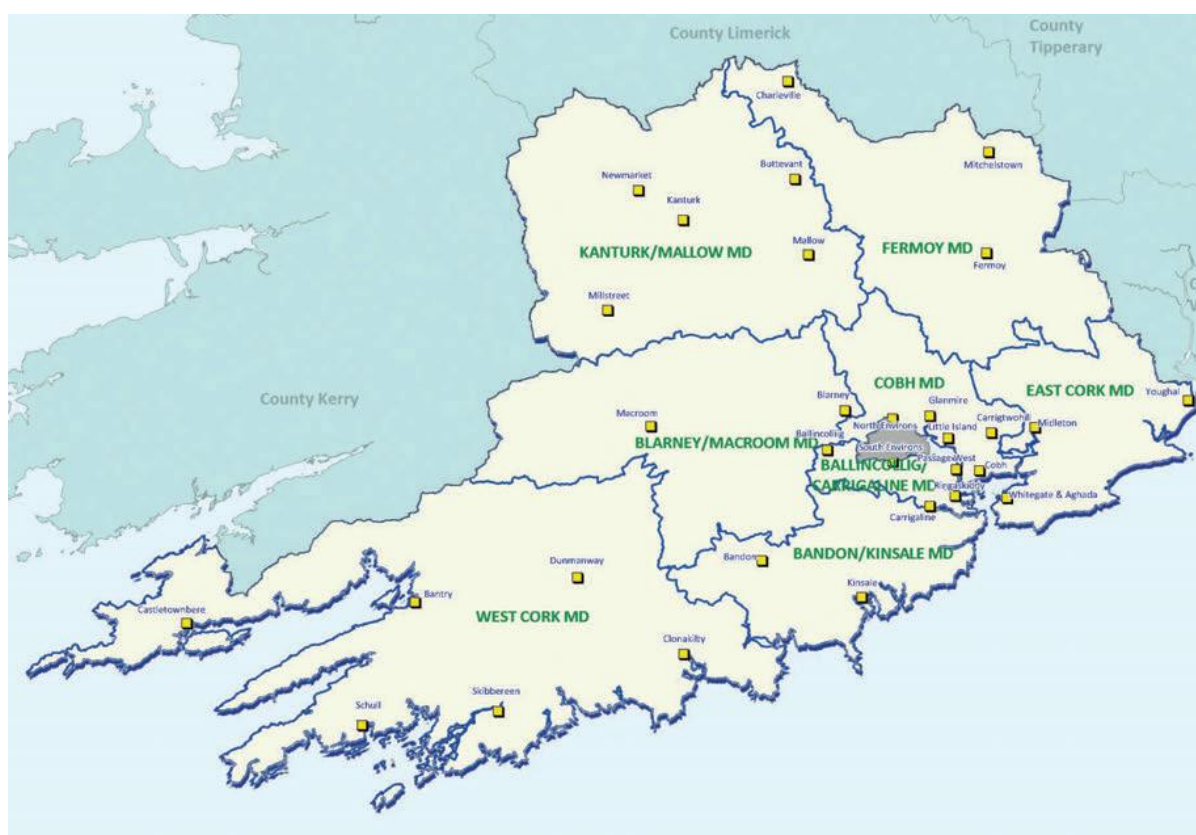 County Limerick
County
Tipperary
Charleville
Mitchelstown
Buttevant
Newmarket
Kanturk
KANTURK/MALLOW MD
Mallow
FERMOY MD
Fermoy
Millstreet
COBH MD
EAST CORK MD
Youghal
County Kerry
Blarney
Glanmire
Macroom
North Environs
Little Island
Carrigtwohill
Midleton
BLARNEY/MACROOM MD
Ballincollig
South Environs
Passage West
Cobh
BALLINCOLLIG/
CARRIGALINE MD
Ringaskiddy
Whitegate & Aghada
Carrigaline
Bandon
BANDON/KINSALE MD
Dunmanway
Kinsale
Castletownbere
Bantry
WEST CORK MD
Clonakilty
Skibbereen
Schull